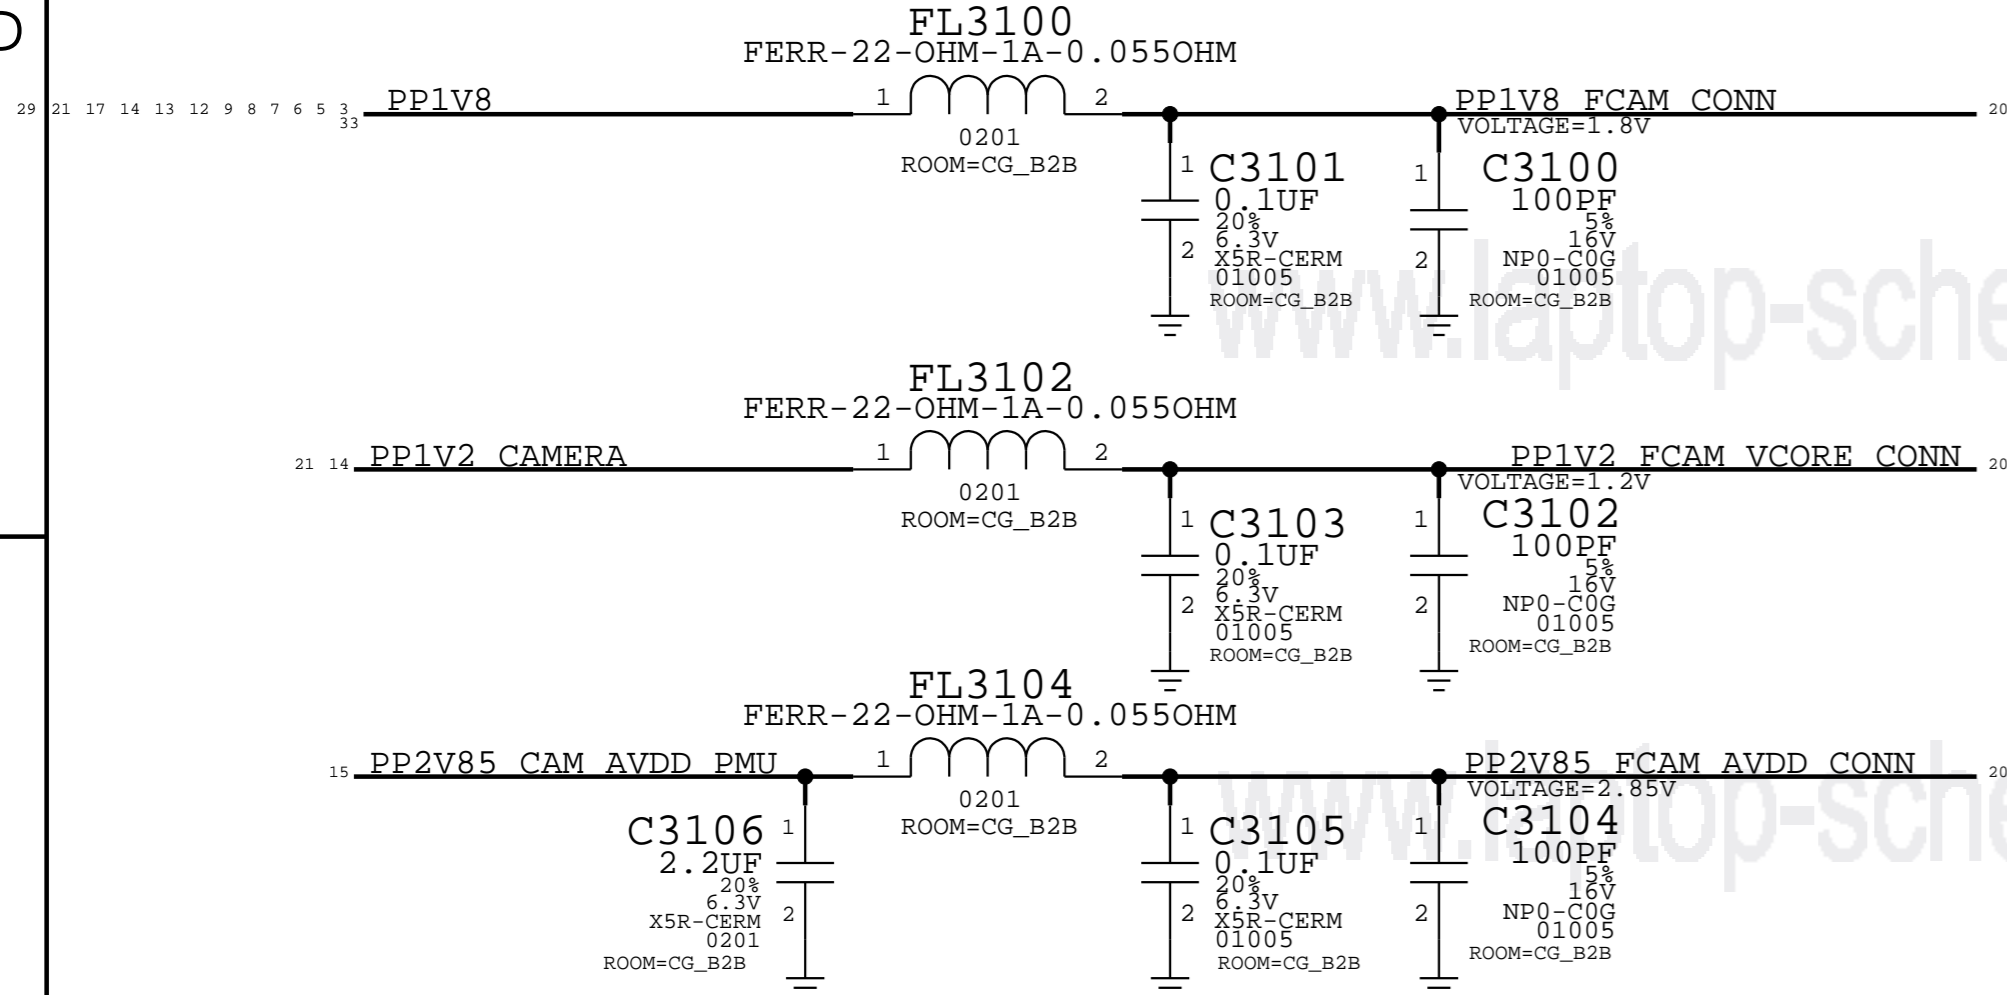 D
FL3100
FERR-22-OHM-1A-0.055OHM
29 21 17 14 13 12 9 8 7 6 5 3
33
PP1V8
1
2
PP1V8_FCAM_CONN
20
VOLTAGE=1.8V
0201
ROOM=CG_B2B
1
C3101
0.1UF
20%
6.3V
2
X5R-CERM
01005
ROOM=CG_B2B
1
C3100
100PF
5%
16V
2
NP0-C0G
01005
ROOM=CG_B2B
www.laptop-sche
FL3102
FERR-22-OHM-1A-0.055OHM
21 14
PP1V2_CAMERA
1
2
PP1V2_FCAM_VCORE_CONN
20
VOLTAGE=1.2V
0201
ROOM=CG_B2B
1
C3103
0.1UF
20%
6.3V
2
X5R-CERM
01005
ROOM=CG_B2B
1
C3102
100PF
5%
16V
2
NP0-C0G
01005
ROOM=CG_B2B
FL3104
FERR-22-OHM-1A-0.055OHM
15
PP2V85_CAM_AVDD_PMU
1
2
PP2V85_FCAM_AVDD_CONN
20
VOLTAGE=2.85V
0201
ROOM=CG_B2B
C3106
1
2.2UF
20%
6.3V
X5R-CERM
2
0201
ROOM=CG_B2B
1
C3105
0.1UF
20%
6.3V
2
X5R-CERM
01005
ROOM=CG_B2B
1
C3104
100PF
5%
16V
2
NP0-C0G
01005
ROOM=CG_B2B
www.laptop-sche